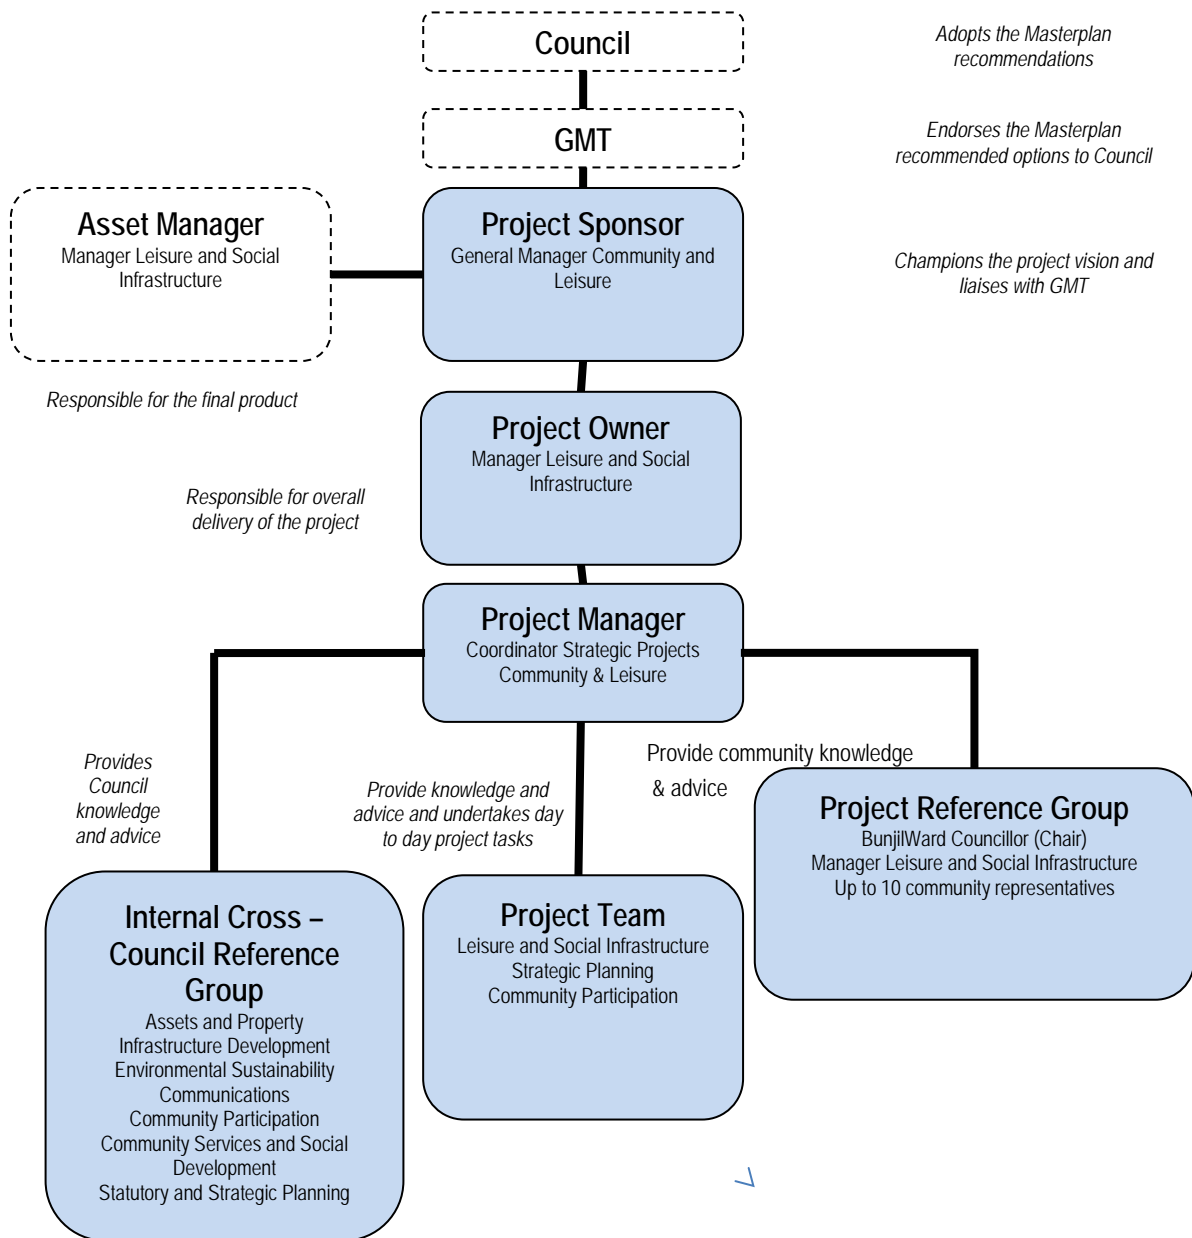 Council
Adopts the Masterplan
recommendations
GMT
Endorses the Masterplan
recommended options to Council
Asset Manager
Manager Leisure and Social
Infrastructure
Project Sponsor
General Manager Community and
Leisure
Champions the project vision and
liaises with GMT
Responsible for the final product
Project Owner
Manager Leisure and Social
Infrastructure
Responsible for overall
delivery of the project
Project Manager
Coordinator Strategic Projects
Community & Leisure
Provides
Council
knowledge
and advice
Provide knowledge and
advice and undertakes day
to day project tasks
Provide community knowledge
& advice
Internal Cross –
Council Reference
Group
Assets and Property
Infrastructure Development
Environmental Sustainability
Communications
Community Participation
Community Services and Social
Development
Statutory and Strategic Planning
Project Team
Leisure and Social Infrastructure
Strategic Planning
Community Participation
Project Reference Group
BunjilWard Councillor (Chair)
Manager Leisure and Social Infrastructure
Up to 10 community representatives